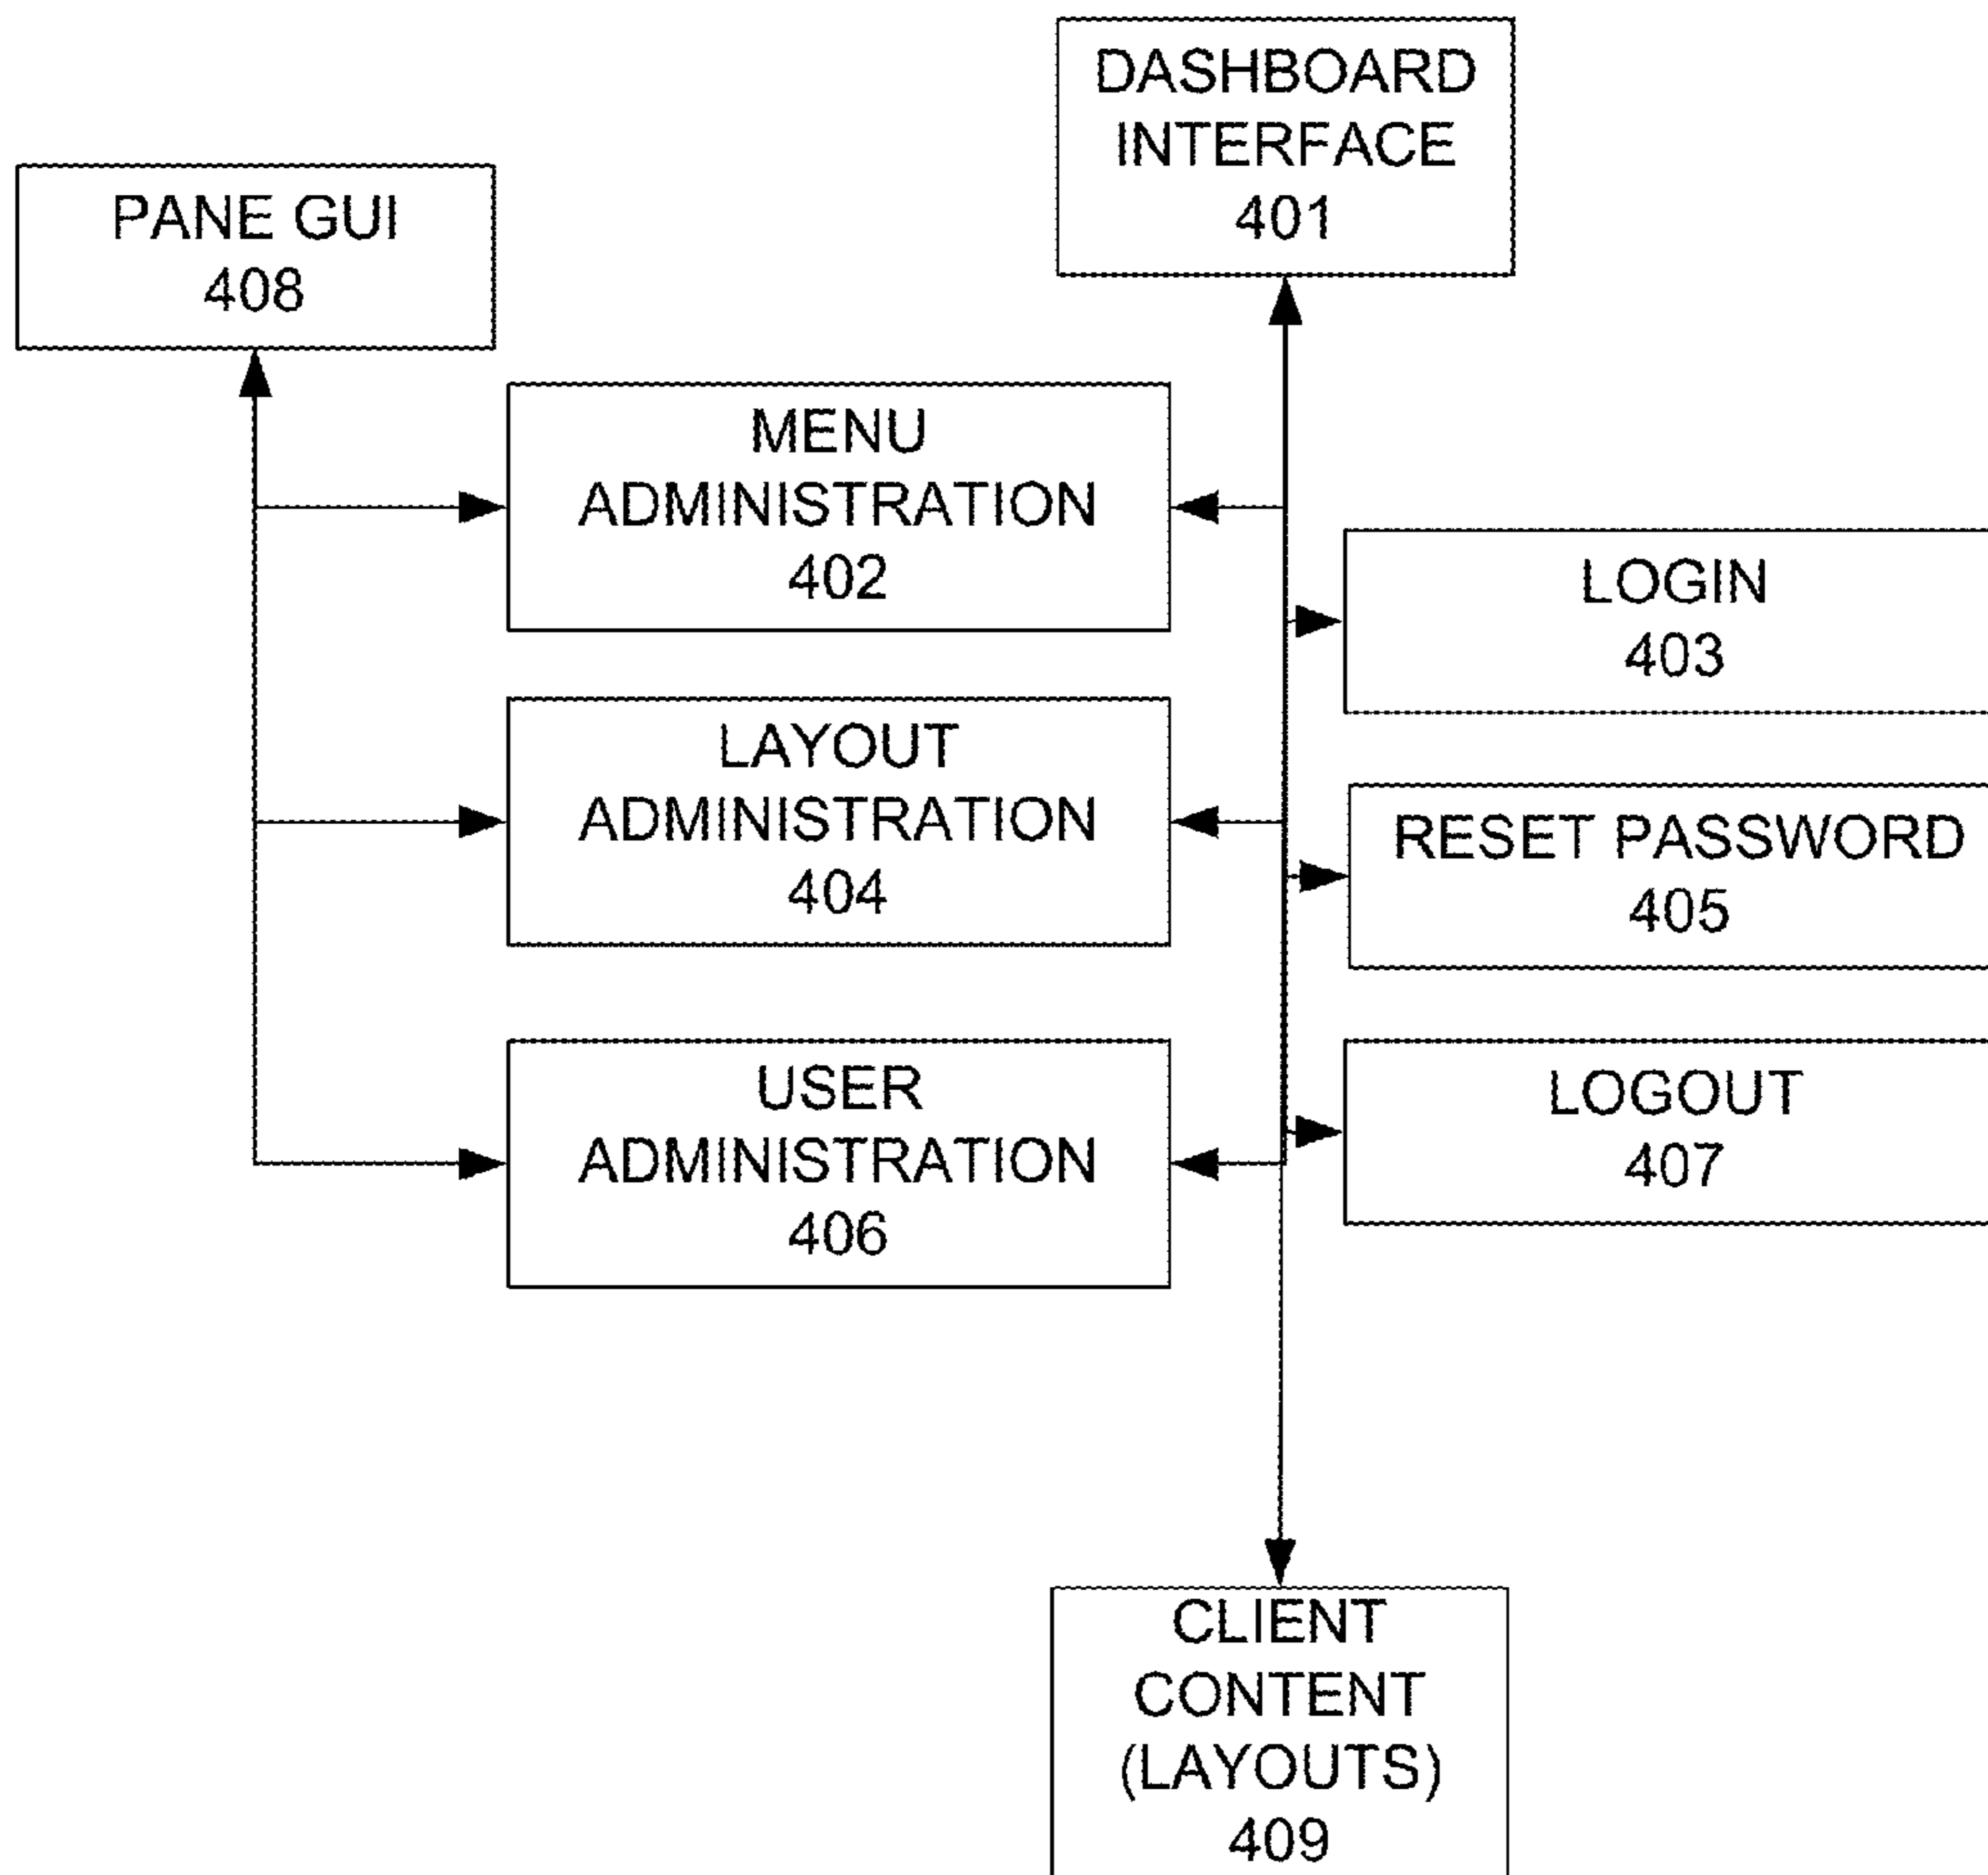 DASHBOARD
INTERFACE
401
PANE GUI
408
MENU
ADMINISTRATION
402
LOGIN
403
LAYOUT
ADMINISTRATION
404
RESET PASSWORD
405
USER
ADMINISTRATION
406
LOGOUT
407
CLIENT
CONTENT
(LAYOUTS)
409